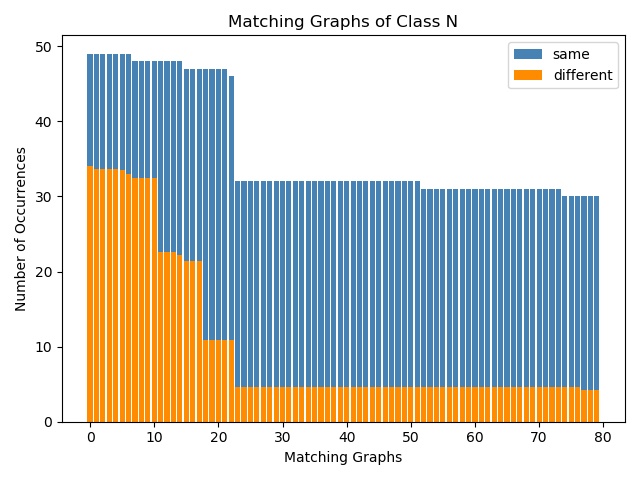 Matching Graphs of Class N
same
different
Number of Occurrences
50
40
30
20
10
0
0 10 20 30 40 50 60 70 80
Matching Graphs